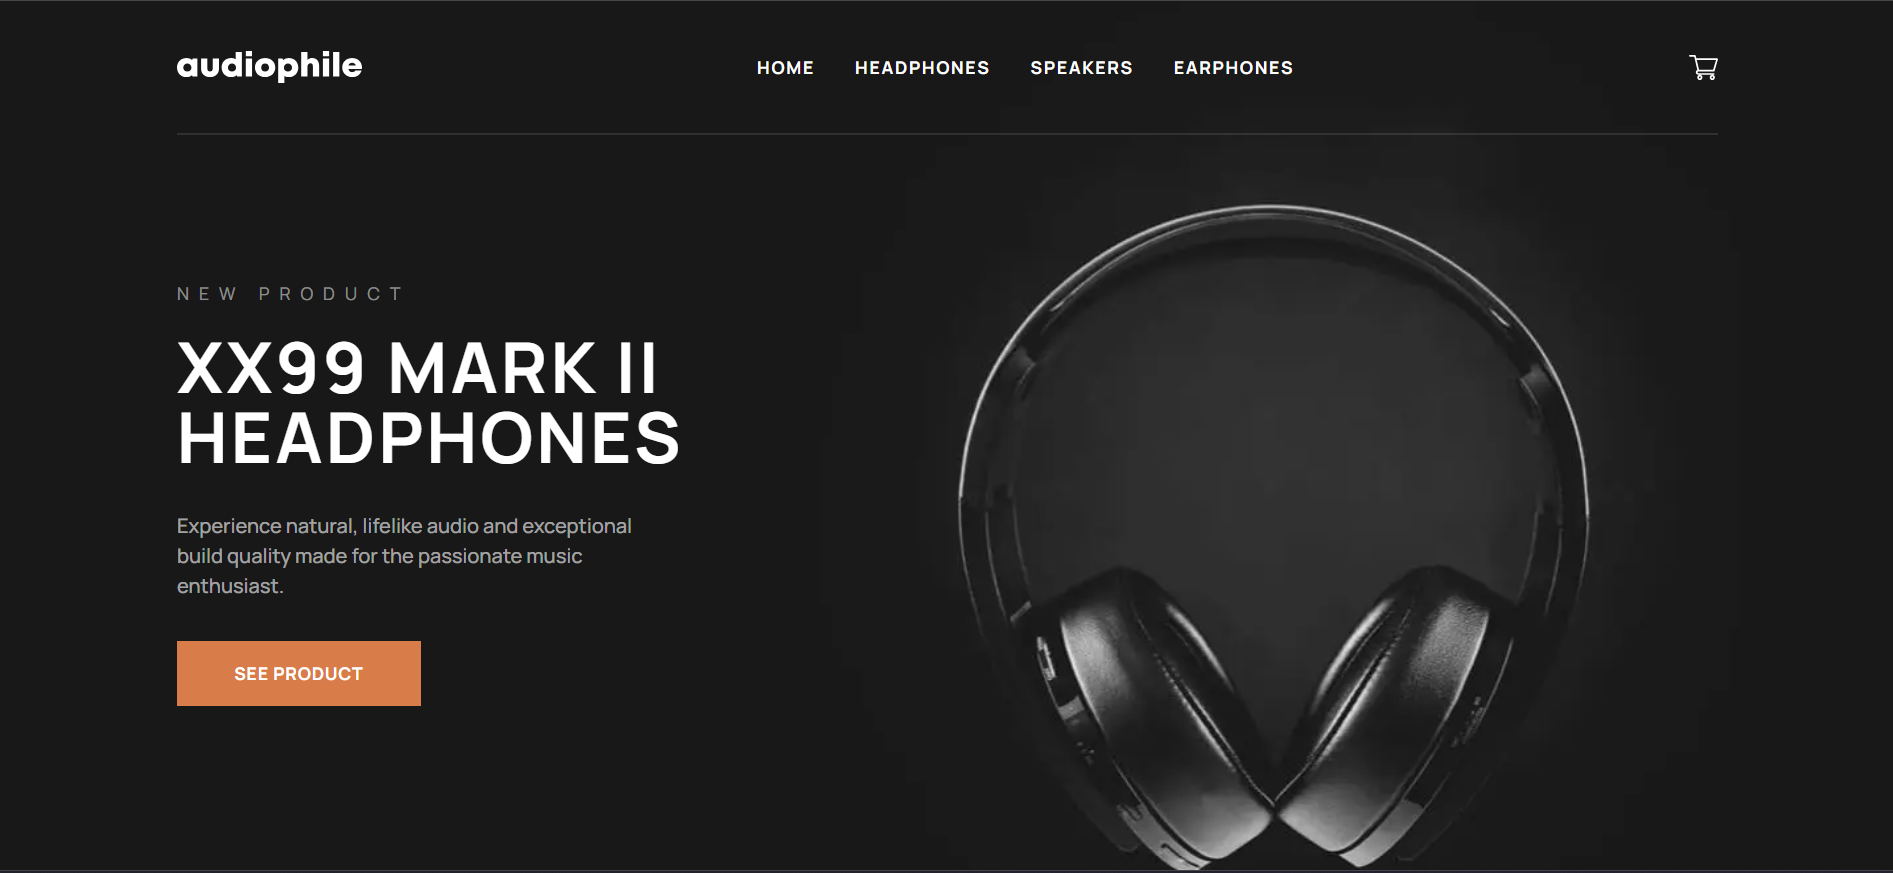 audiophile
HOME HEADPHONES SPEAKERS EARPHONES
NEW PRODUCT
XX99 MARK II
HEADPHONES
Experience natural, lifelike audio and exceptional
build quality made for the passionate music
enthusiast.
SEE PRODUCT